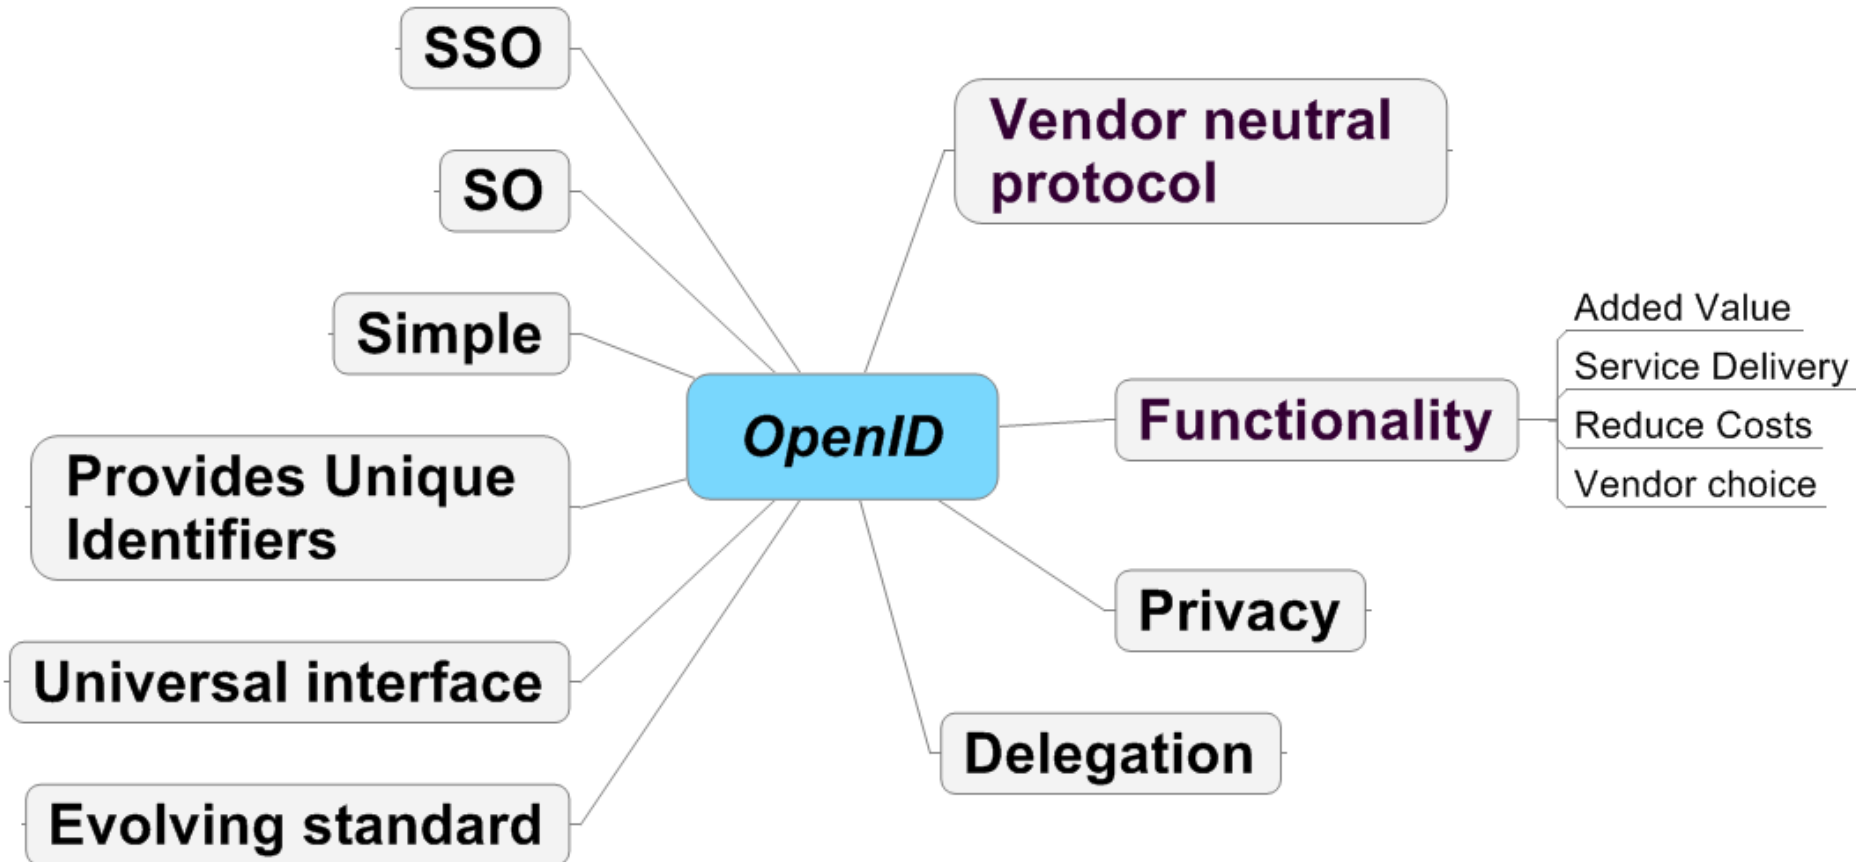 SSO
SO
Simple
Provides Unique
Identifiers
Universal interface
Evolving standard
OpenID
Vendor neutral
protocol
Functionality
Added Value
Service Delivery
Reduce Costs
Vendor choice
Privacy
Delegation